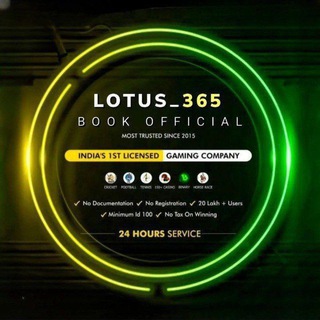 LOTUS_365
BOOK OFFICIAL
MOST TRUSTED SINCE 2015
INDIA'S 1ST LICENSED GAMING COMPANY
CRICKET FOOTBALL TENNIS 250+ CASINO BINARY HORSE RACE
✓ No Documentation ✓ No Registration ✓ 20 Lakh + Users
✓ Minimum Id 100 ✓ No Tax On Winning
24 HOURS SERVICE